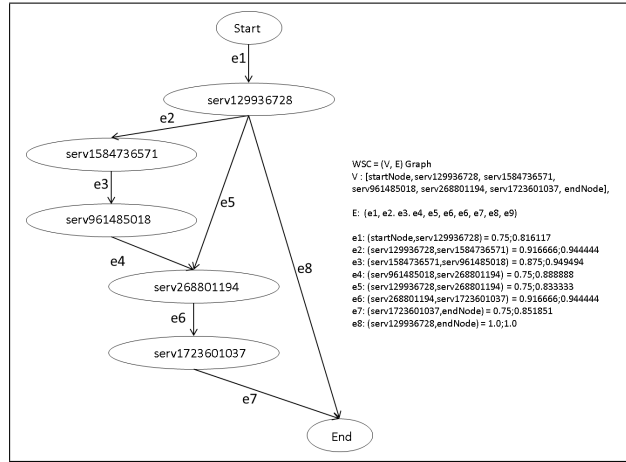 Start
e1
serv129936728
e2
serv1584736571
e3
serv961485018
e5
e4
e8
serv268801194
e6
serv1723601037
e7
End
WSC = (V, E) Graph
V : [startNode,serv129936728, serv1584736571,
serv961485018, serv268801194, serv1723601037, endNode],
E: (e1, e2. e3. e4, e5, e6, e6, e7, e8, e9)
e1: (startNode,serv129936728) = 0.75;0.816117
e2: (serv129936728,serv1584736571) = 0.916666;0.944444
e3: (serv1584736571,serv961485018) = 0.875;0.949494
e4: (serv961485018,serv268801194) = 0.75;0.888888
e5: (serv129936728,serv268801194) = 0.75;0.833333
e6: (serv268801194,serv1723601037) = 0.916666;0.944444
e7: (serv1723601037,endNode) = 0.75;0.851851
e8: (serv129936728,endNode) = 1.0;1.0